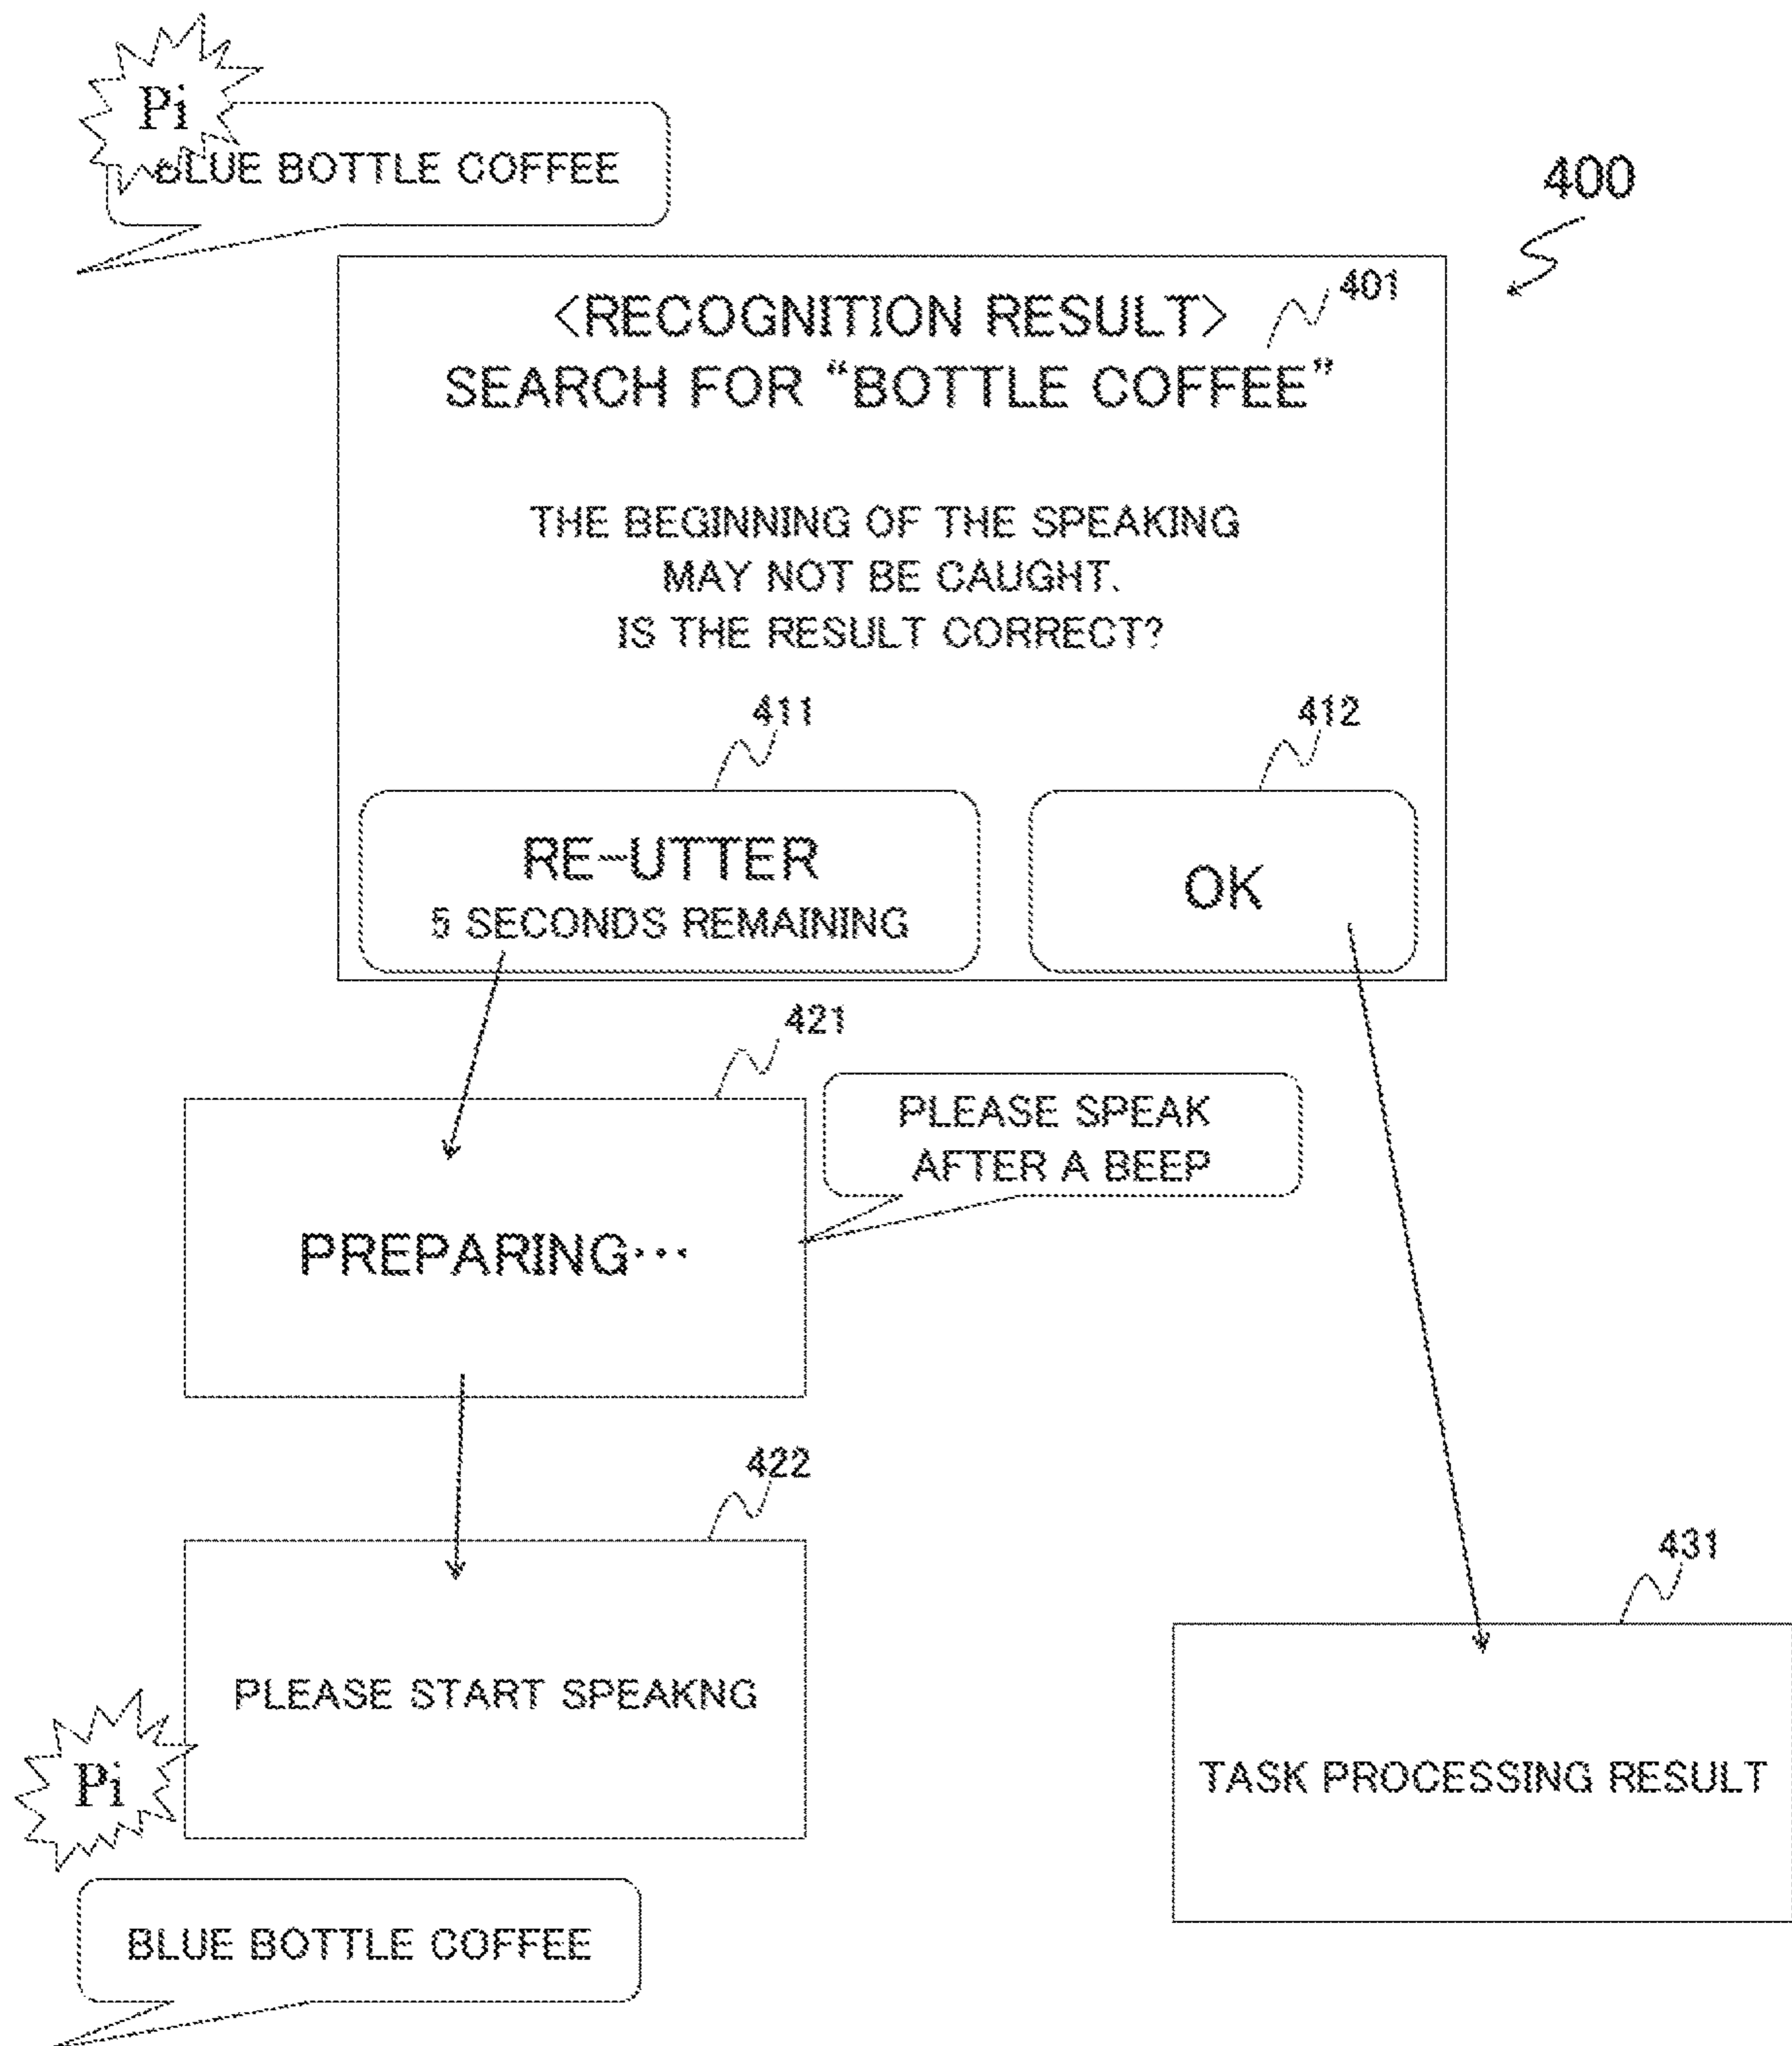 Pi
BLUE BOTTLE COFFEE
400
401
<RECOGNITION RESULT>
SEARCH FOR “BOTTLE COFFEE”
THE BEGINNING OF THE SPEAKING
MAY NOT BE CAUGHT.
IS THE RESULT CORRECT?
411
412
RE-UTTER
5 SECONDS REMAINING
OK
421
PLEASE SPEAK
AFTER A BEEP
PREPARING···
422
431
PLEASE START SPEAKNG
Pi
TASK PROCESSING RESULT
BLUE BOTTLE COFFEE